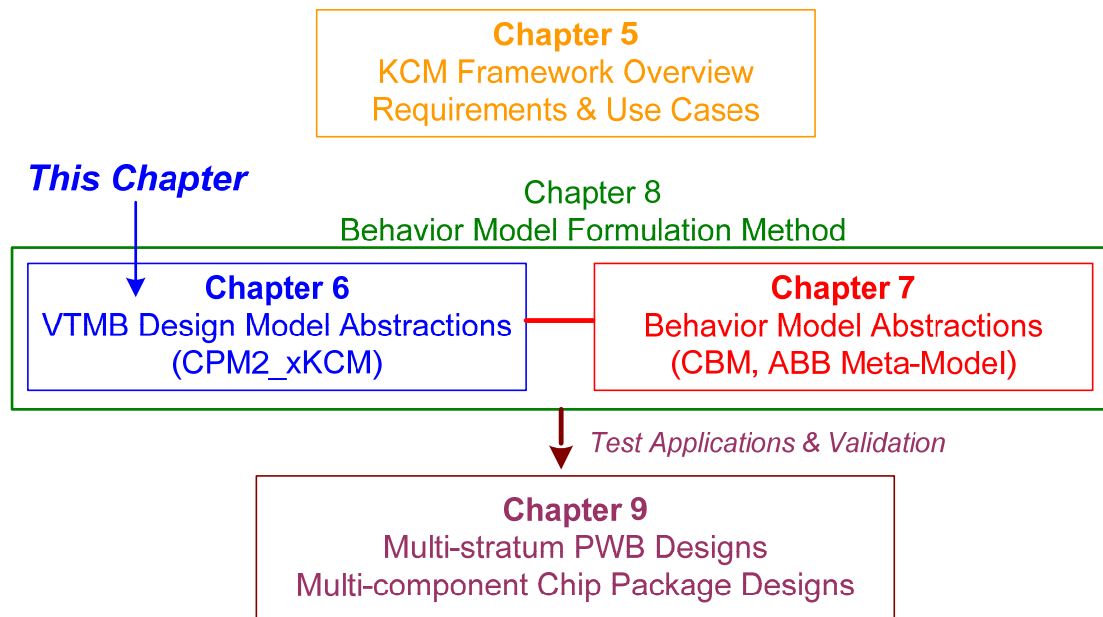 Chapter 5
KCM Framework Overview
Requirements & Use Cases
This Chapter
Chapter 8
Behavior Model Formulation Method
Chapter 6
VTMB Design Model Abstractions
(CPM2_xKCM)
Chapter 7
Behavior Model Abstractions
(CBM, ABB Meta-Model)
Test Applications & Validation
Chapter 9
Multi-stratum PWB Designs
Multi-component Chip Package Designs